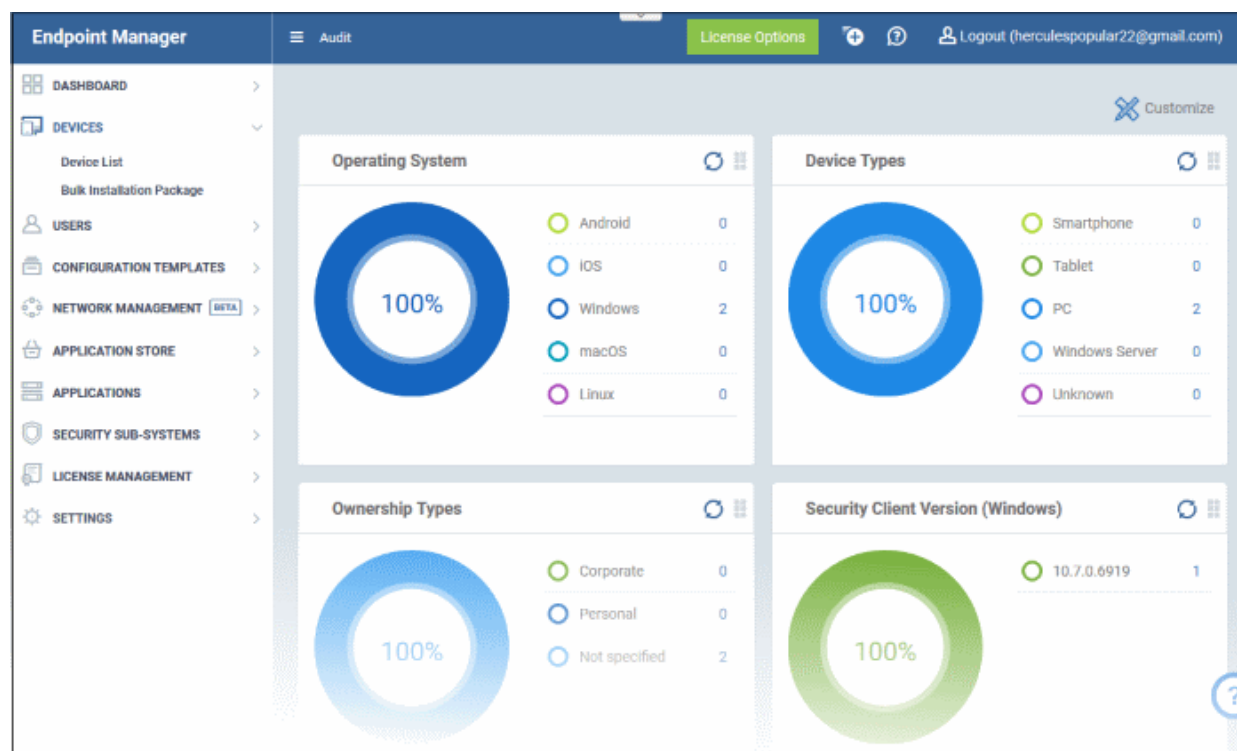 Endpoint Manager
Audit
License Options
Logout (herculespopular22@gmail.com)
DASHBOARD
DEVICES
Device List
Bulk Installation Package
USERS
CONFIGURATION TEMPLATES
NETWORK MANAGEMENT BETA
APPLICATION STORE
APPLICATIONS
SECURITY SUB-SYSTEMS
LICENSE MANAGEMENT
SETTINGS
Customize
Operating System
100%
Android 0
iOS 0
Windows 2
macOS 0
Linux 0
Device Types
100%
Smartphone 0
Tablet 0
PC 2
Windows Server 0
Unknown 0
Ownership Types
100%
Corporate 0
Personal 0
Not specified 2
Security Client Version (Windows)
100%
10.7.0.6919 1
?